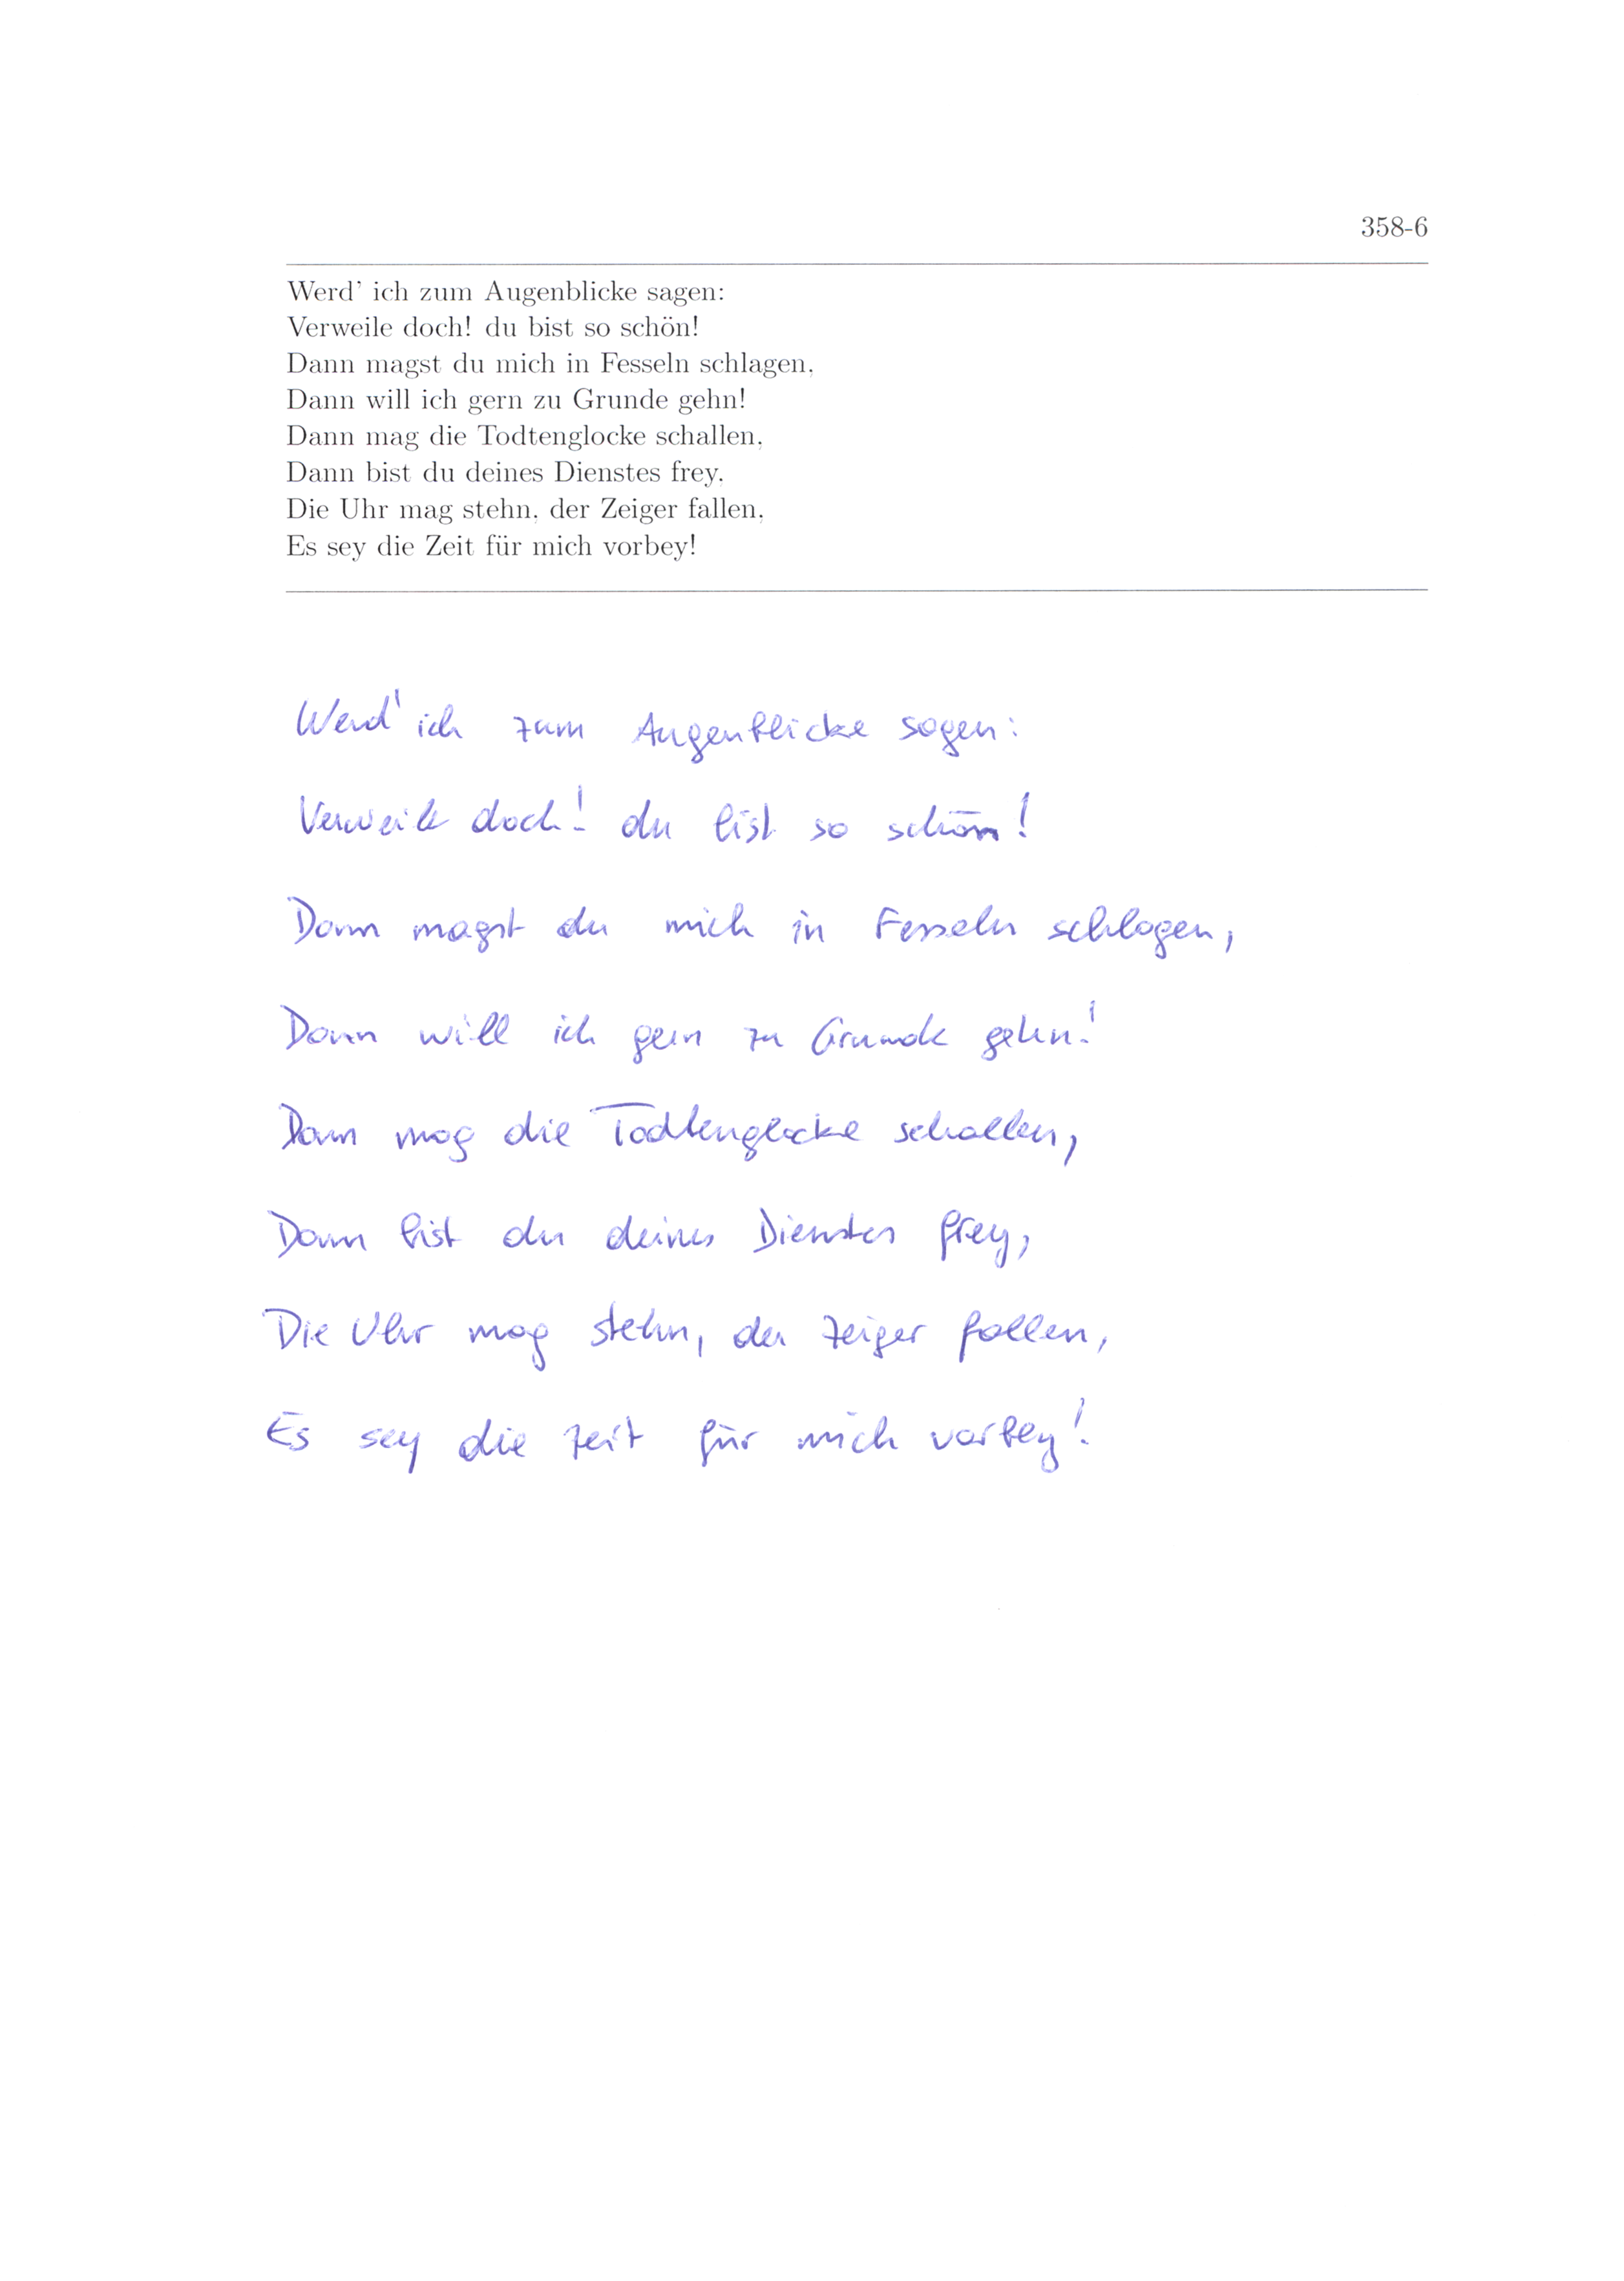 358-6
Werd' ich zum Augenblicke sagen:
Verweile doch! du bist so schön!
Dann magst du mich in Fesseln schlagen,
Dann will ich gern zu Grunde gehn!
Dann mag die Todtenglocke schallen,
Dann bist du deines Dienstes frey,
Die Uhr mag stehn, der Zeiger fallen,
Es sey die Zeit für mich vorbey!
Werd' ich zum Augenblicke sagen:
Verweile doch! du bist so schön!
Dann magst du mich in Fesseln schlagen,
Dann will ich gern zu Grunde gehn!
Dann mag die Todtenglocke schallen,
Dann bist du deines Dienstes frey,
Die Uhr mag stehn, der Zeiger fallen,
Es sey die Zeit für mich vorbey!